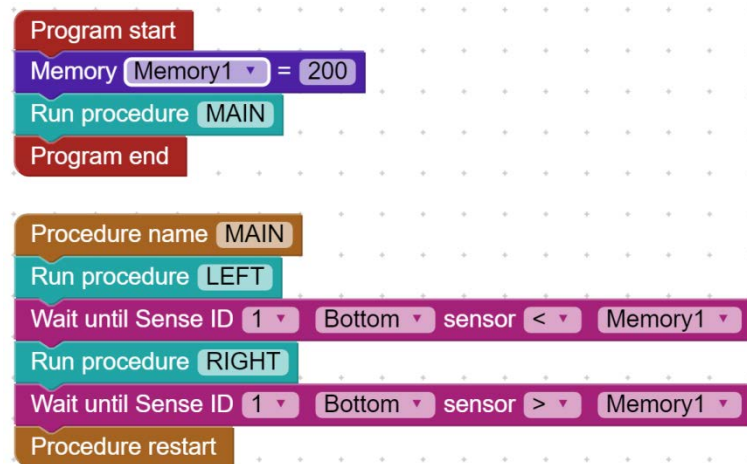 Program start
Memory Memory1 = 200
Run procedure MAIN
Program end
Procedure name MAIN
Run procedure LEFT
Wait until Sense ID 1 Bottom sensor < Memory1
Run procedure RIGHT
Wait until Sense ID 1 Bottom sensor > Memory1
Procedure restart